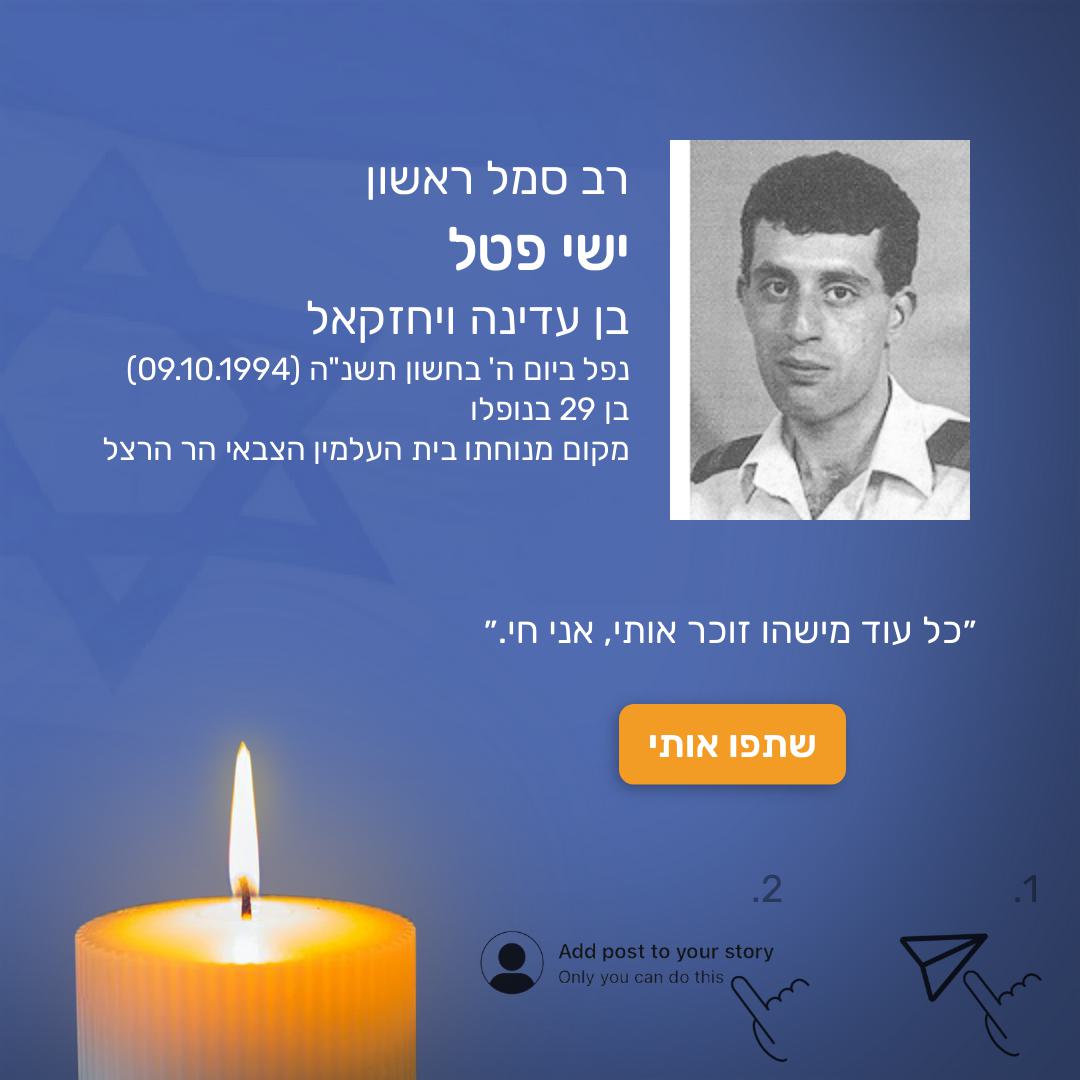 רב סמל ראשון
ישי פטל
בן עדינה ויחזקאל
נפל ביום ה' בחשון תשנ"ה (09.10.1994)
בן 29 בנופלו
מקום מנוחתו בית העלמין הצבאי הר הרצל
״כל עוד מישהו זוכר אותי, אני חי.״
שתפו אותי
.1
.2
Add post to your story
Only you can do this